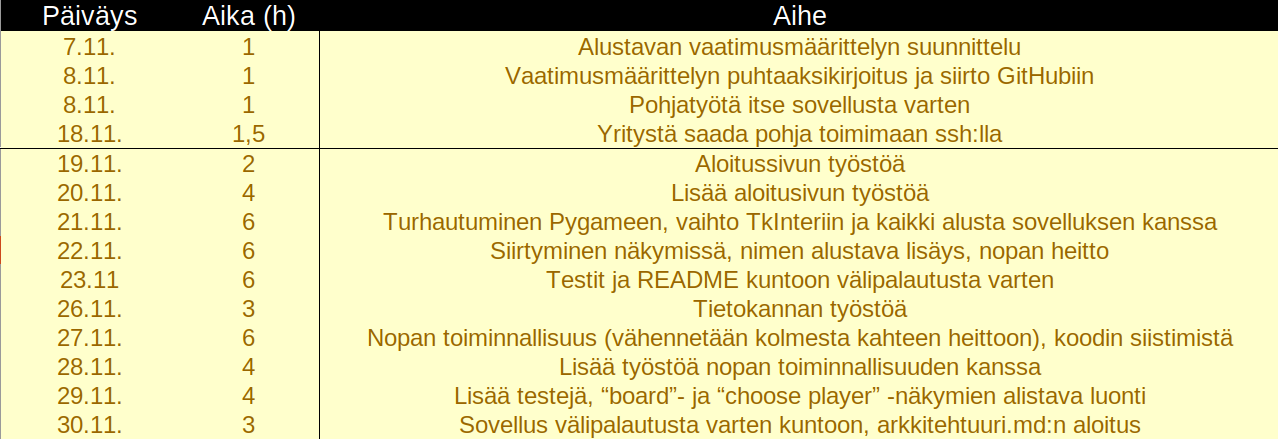 Päiväys Aika (h) Aihe
7.11. 1 Alustavan vaatimusmäärittelyn suunnittelu
8.11. 1 Vaatimusmäärittelyn puhtaaksikirjoitus ja siirto GitHubiin
8.11. 1 Pohjatyötä itse sovellusta varten
18.11. 1,5 Yritystä saada pohja toimimaan ssh:lla
19.11. 2 Aloitussivun työstöä
20.11. 4 Lisää aloitusivun työstöä
21.11. 6 Turhautuminen Pygameen, vaihto TkInteriin ja kaikki alusta sovelluksen kanssa
22.11. 6 Siirtyminen näkymissä, nimen alustava lisäys, nopan heitto
23.11 6 Testit ja README kuntoon välipalautusta varten
26.11. 3 Tietokannan työstöä
27.11. 6 Nopan toiminnallisuus (vähennetään kolmesta kahteen heittoon), koodin siistimistä
28.11. 4 Lisää työstöä nopan toiminnallisuuden kanssa
29.11. 4 Lisää testejä, “board”- ja “choose player” -näkymien alistava luonti
30.11. 3 Sovellus välipalautusta varten kuntoon, arkkitehtuuri.md:n aloitus